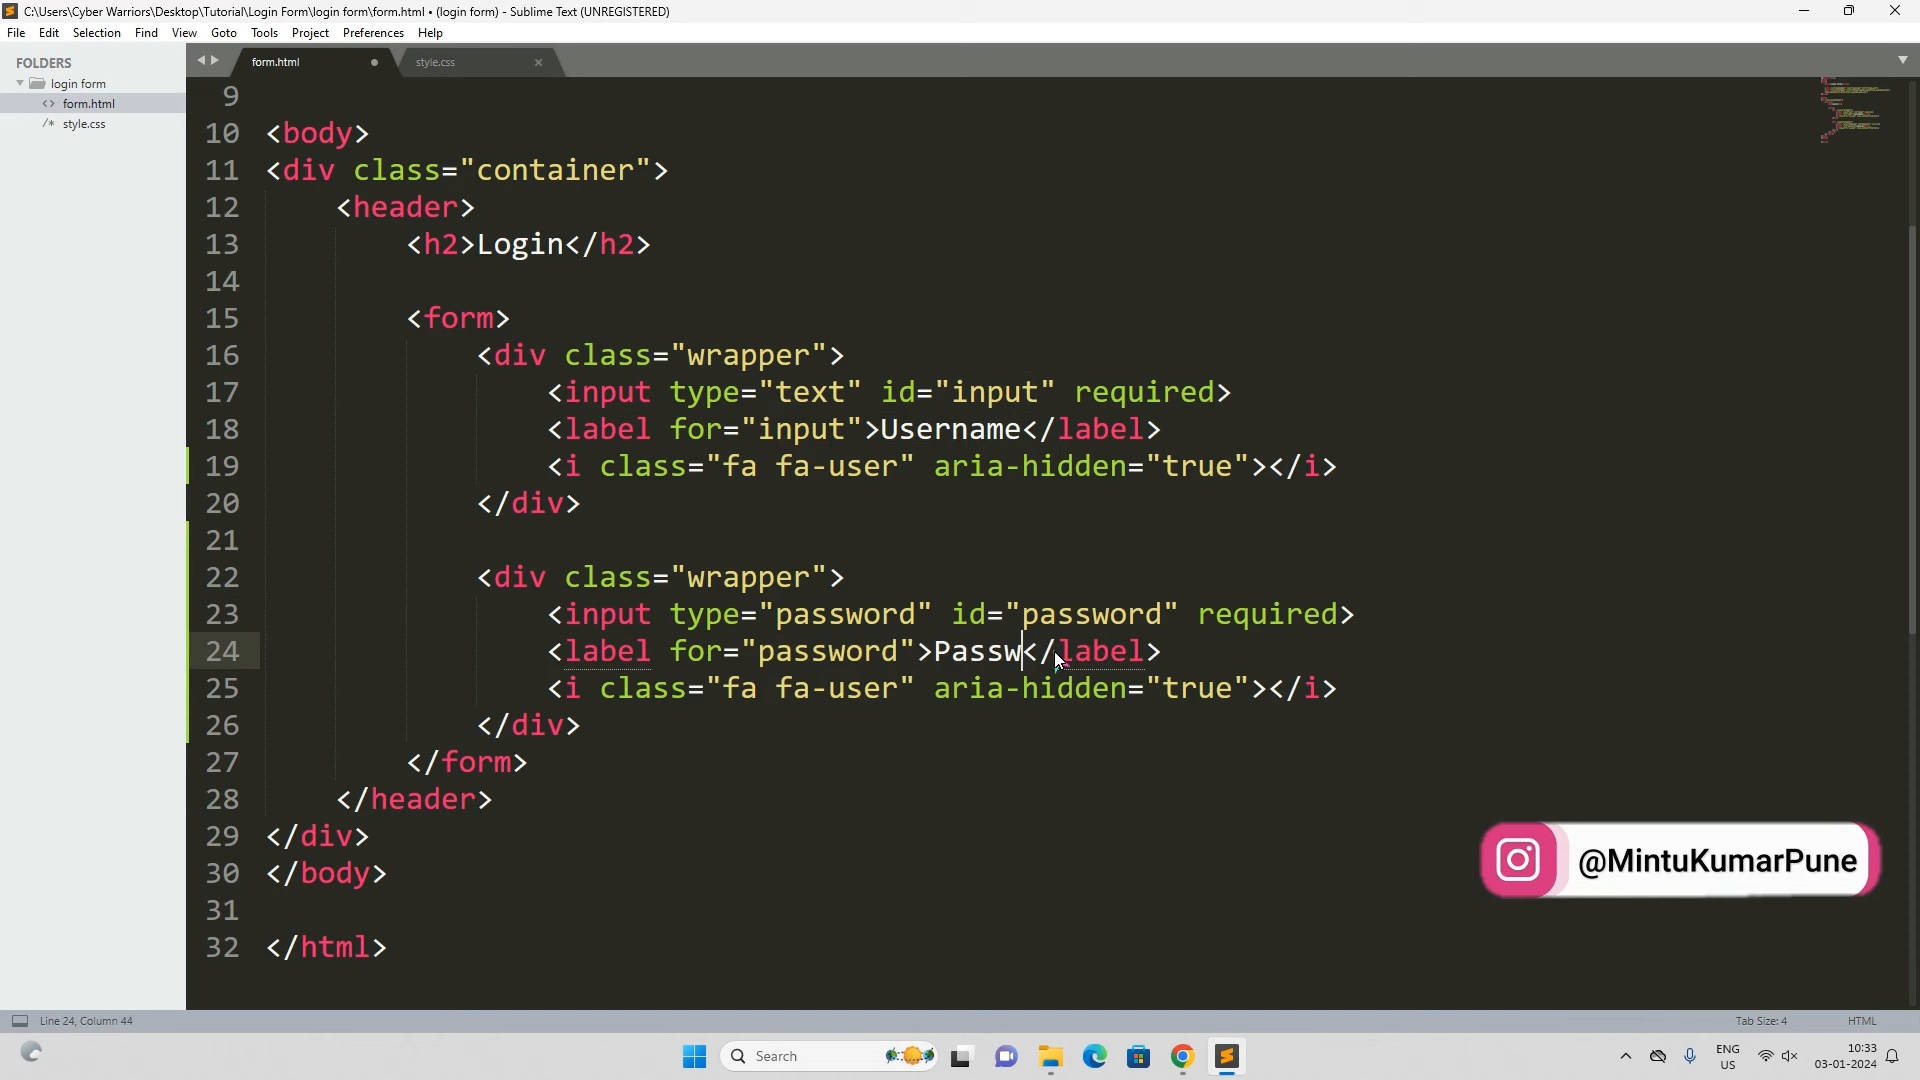 C:\Users\Cyber Warriors\Desktop\Tutorial\Login Form\login form\form.html • (login form) - Sublime Text (UNREGISTERED)
File Edit Selection Find View Goto Tools Project Preferences Help
FOLDERS
login form
<> form.html
/* style.css
form.html
style.css
9
10 <body>
11 <div class="container">
12 <header>
13 <h2>Login</h2>
14
15 <form>
16 <div class="wrapper">
17 <input type="text" id="input" required>
18 <label for="input">Username</label>
19 <i class="fa fa-user" aria-hidden="true"></i>
20 </div>
21
22 <div class="wrapper">
23 <input type="password" id="password" required>
24 <label for="password">Passw</label>
25 <i class="fa fa-user" aria-hidden="true"></i>
26 </div>
27 </form>
28 </header>
29 </div>
30 </body>
31
32 </html>
@MintuKumarPune
Line 24, Column 44
Tab Size: 4
HTML
Search
ENG
US
10:33
03-01-2024